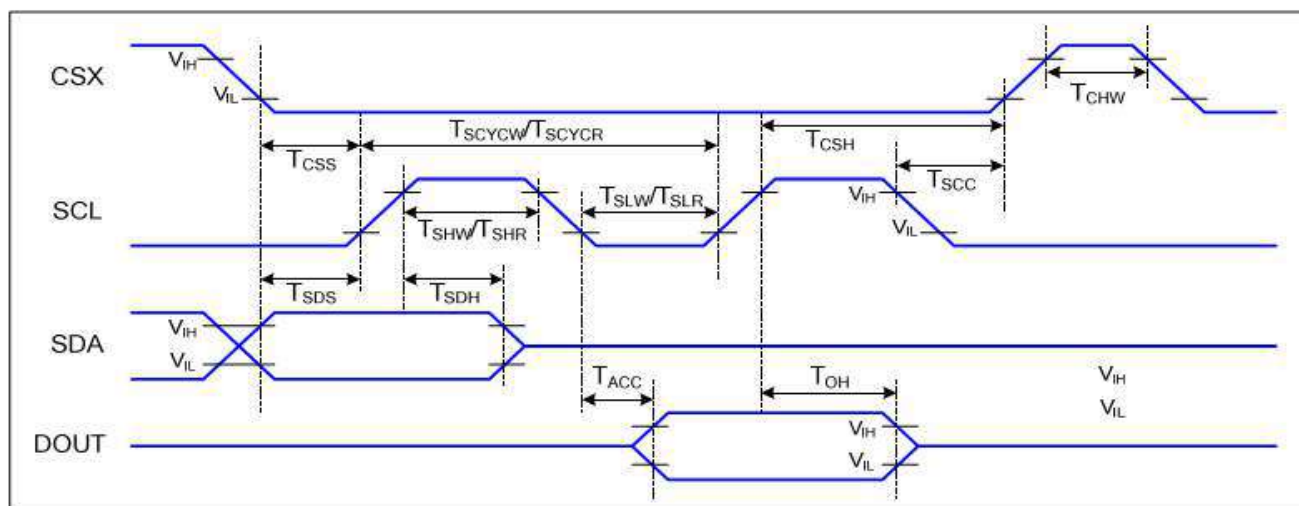 CSX
VIH
VIL
TCHW
TSCYCW/TSCYCR
TCSS
TCSH
TSCC
SCL
TSLW/TSLR
VIH
TSHW/TSHR
VIL
TSDS
TSDH
SDA
VIH
VIL
TACC
TOH
VIH
VIL
DOUT
VIH
VIL